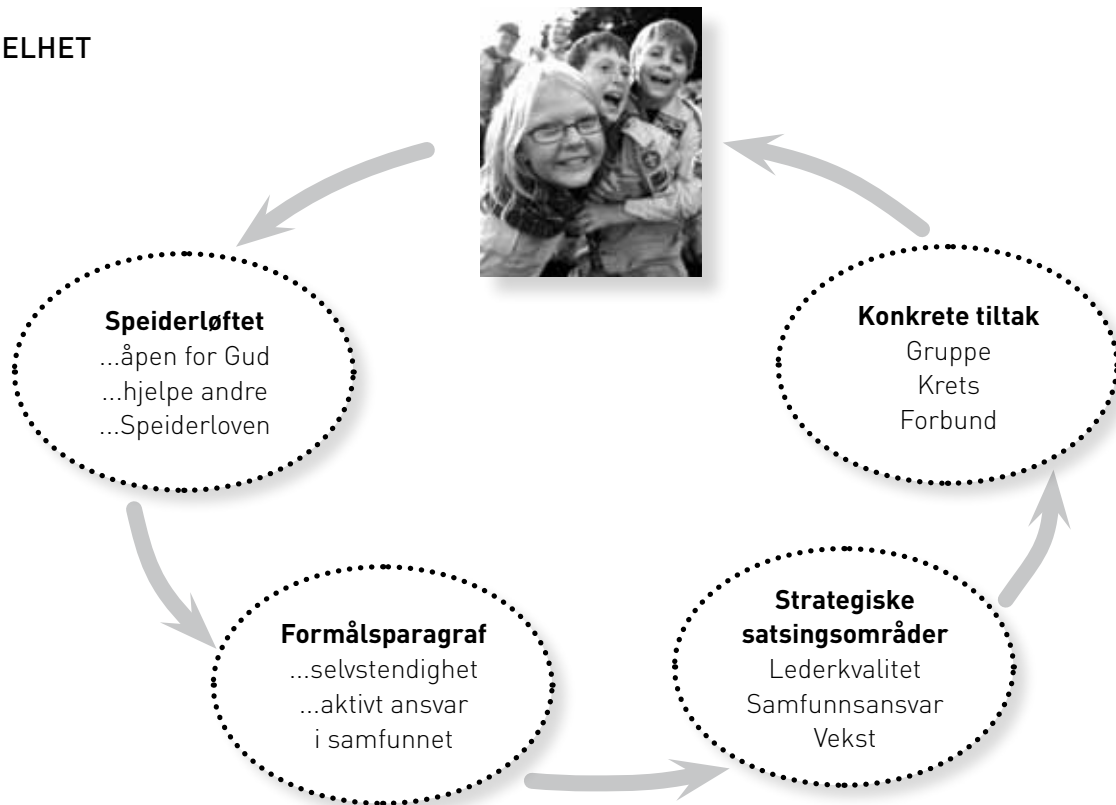 ELHET
Speiderløftet
...åpen for Gud
...hjelpe andre
...Speiderloven
Formålsparagraf
...selvstendighet
...aktivt ansvar
i samfunnet
Strategiske
satsingsområder
Lederkvalitet
Samfunnsansvar
Vekst
Konkrete tiltak
Gruppe
Krets
Forbund